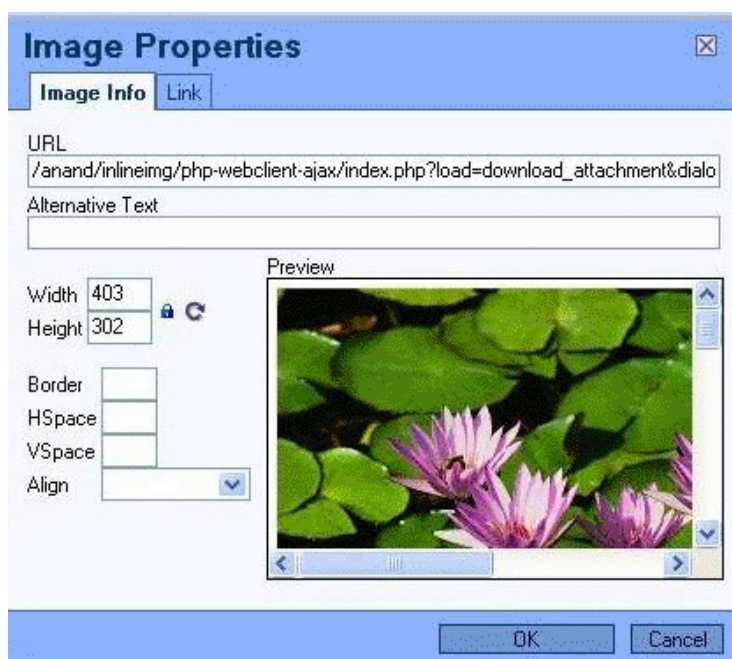 Image Properties
Image Info Link
URL
/anand/inlineimg/php-webclient-ajax/index.php?load=download_attachment&dialo
Alternative Text
Preview
Width 403
Height 302
Border
HSpace
VSpace
Align
OK Cancel